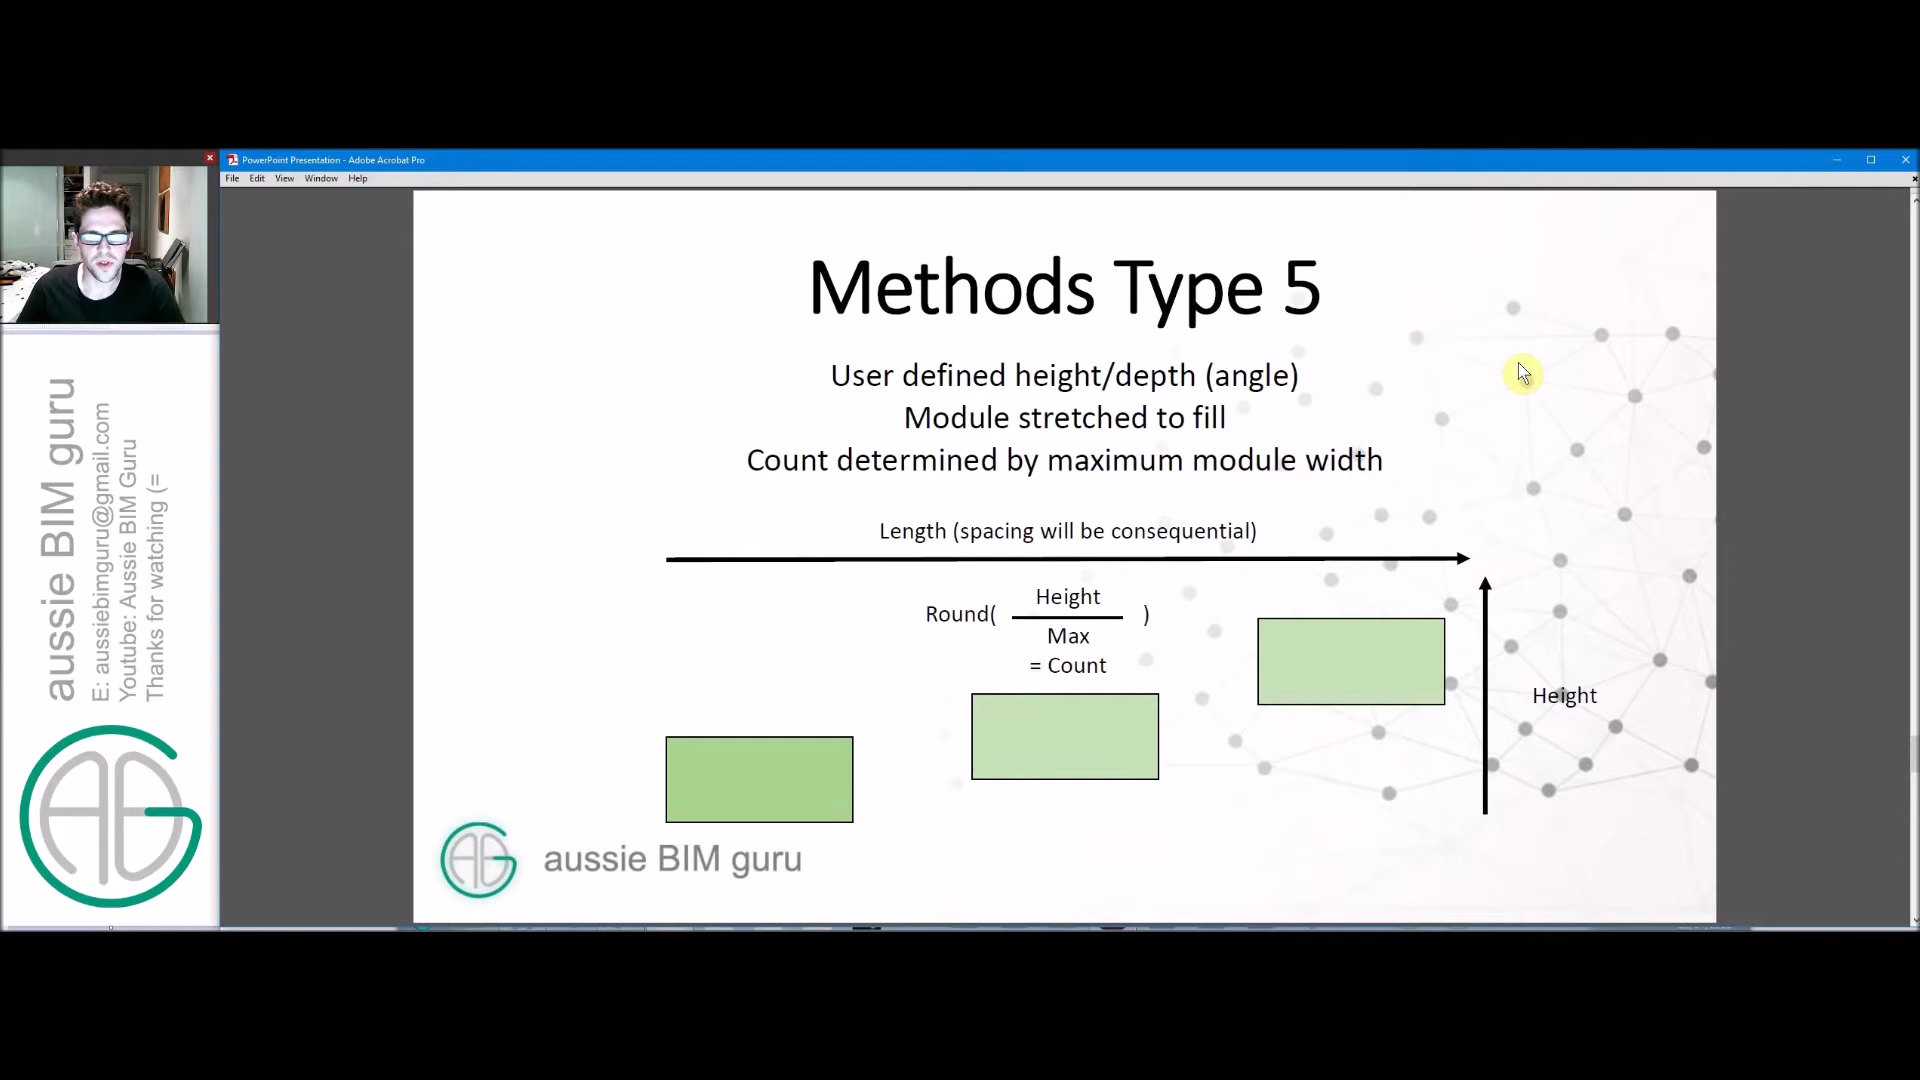 PowerPoint Presentation - Adobe Acrobat Pro
File Edit View Window Help
Methods Type 5
User defined height/depth (angle)
Module stretched to fill
Count determined by maximum module width
Length (spacing will be consequential)
Round( Height )
Max
= Count
Height
aussie BIM guru
aussie BIM guru
E: aussiebimguru@gmail.com
Youtube: Aussie BIM Guru
Thanks for watching (=